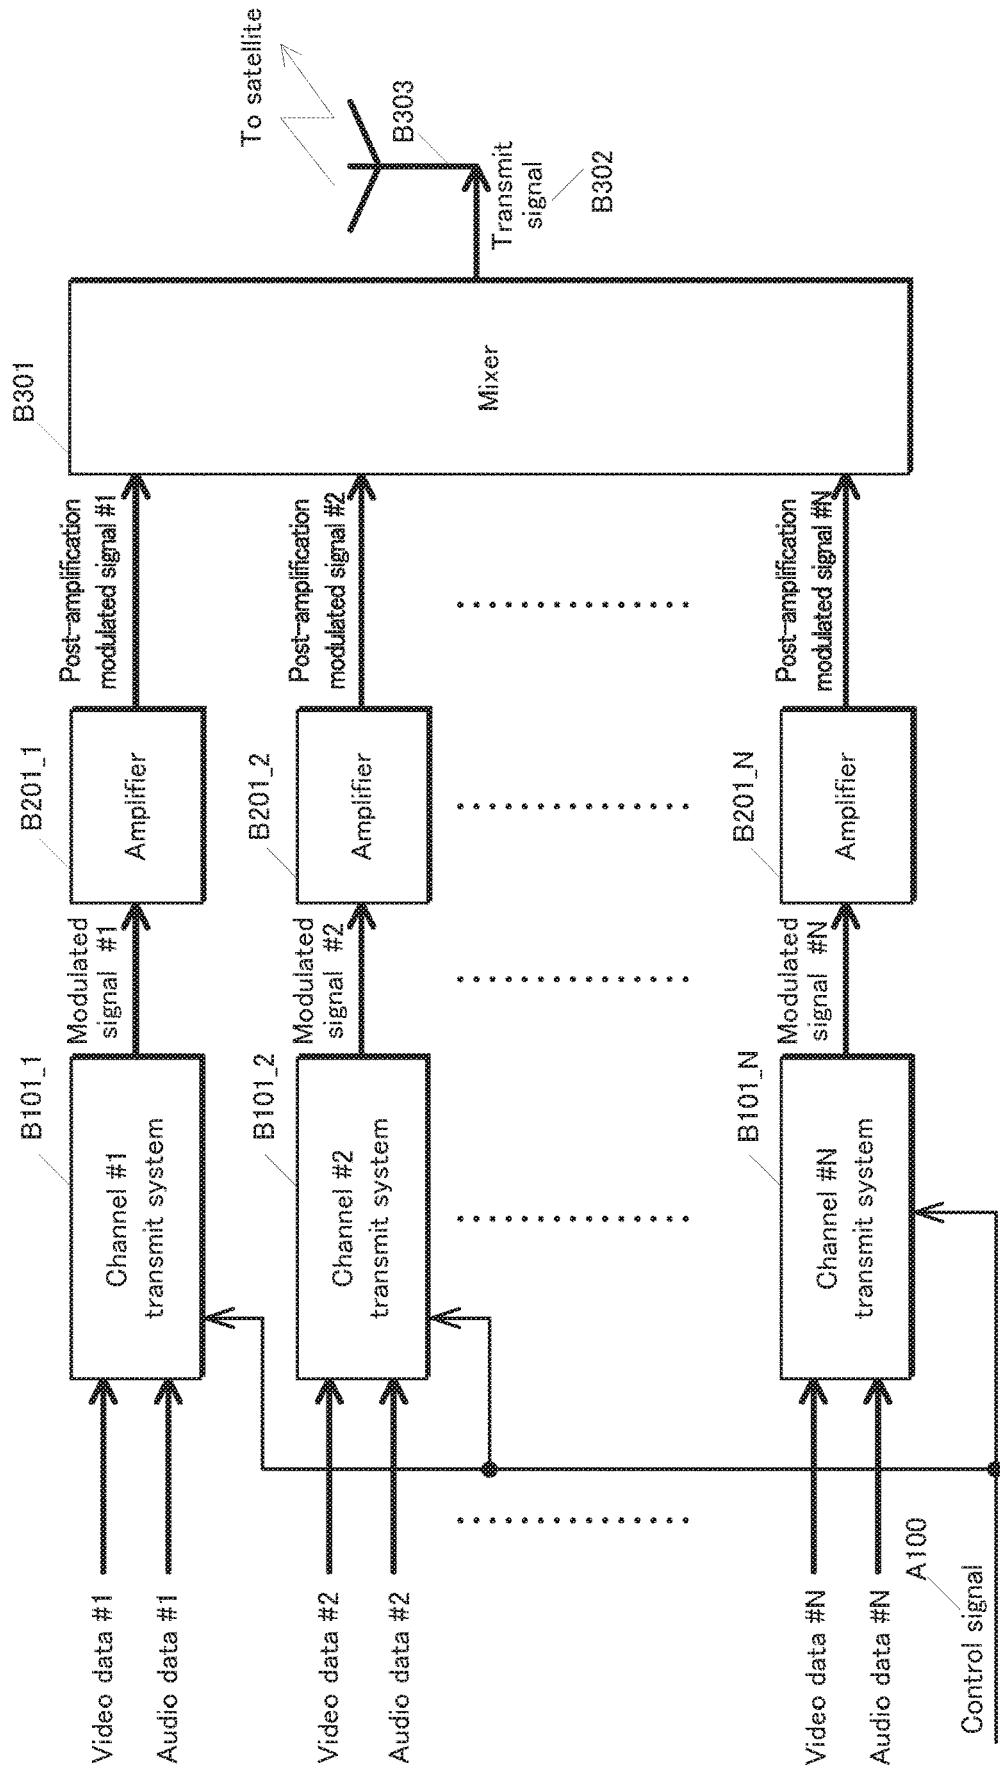 Video data #1
Audio data #1
B101_1
Channel #1
transmit system
Modulated
signal #1
B201_1
Amplifier
Post-amplification
modulated signal #1
B301
Mixer
To satellite
B303
Transmit
signal
B302
Video data #2
Audio data #2
B101_2
Channel #2
transmit system
Modulated
signal #2
B201_2
Amplifier
Post-amplification
modulated signal #2
Video data #N
Audio data #N
B101_N
Channel #N
transmit system
Modulated
signal #N
B201_N
Amplifier
Post-amplification
modulated signal #N
A100
Control signal